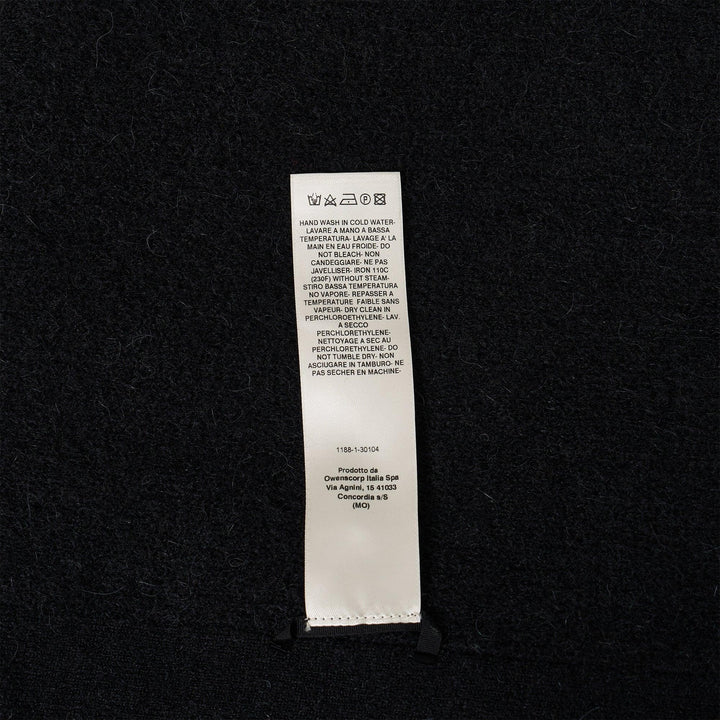 HAND WASH IN COLD WATER-
LAVARE A MANO A BASSA
TEMPERATURA- LAVAGE A' LA
MAIN EN EAU FROIDE- DO
NOT BLEACH- NON
CANDEGGIARE- NE PAS
JAVELLISER- IRON 110C
(230F) WITHOUT STEAM-
STIRO BASSA TEMPERATURA
NO VAPORE- REPASSER A
TEMPERATURE FAIBLE SANS
VAPEUR- DRY CLEAN IN
PERCHLOROETHYLENE- LAV.
A SECCO
PERCHLORETHYLENE-
NETTOYAGE A SEC AU
PERCHLORETHYLENE- DO
NOT TUMBLE DRY- NON
ASCIUGARE IN TAMBURO- NE
PAS SECHER EN MACHINE-
1188-1-30104
Prodotto da
Owenscorp Italia Spa
Via Agnini, 15 41033
Concordia s/S
(MO)